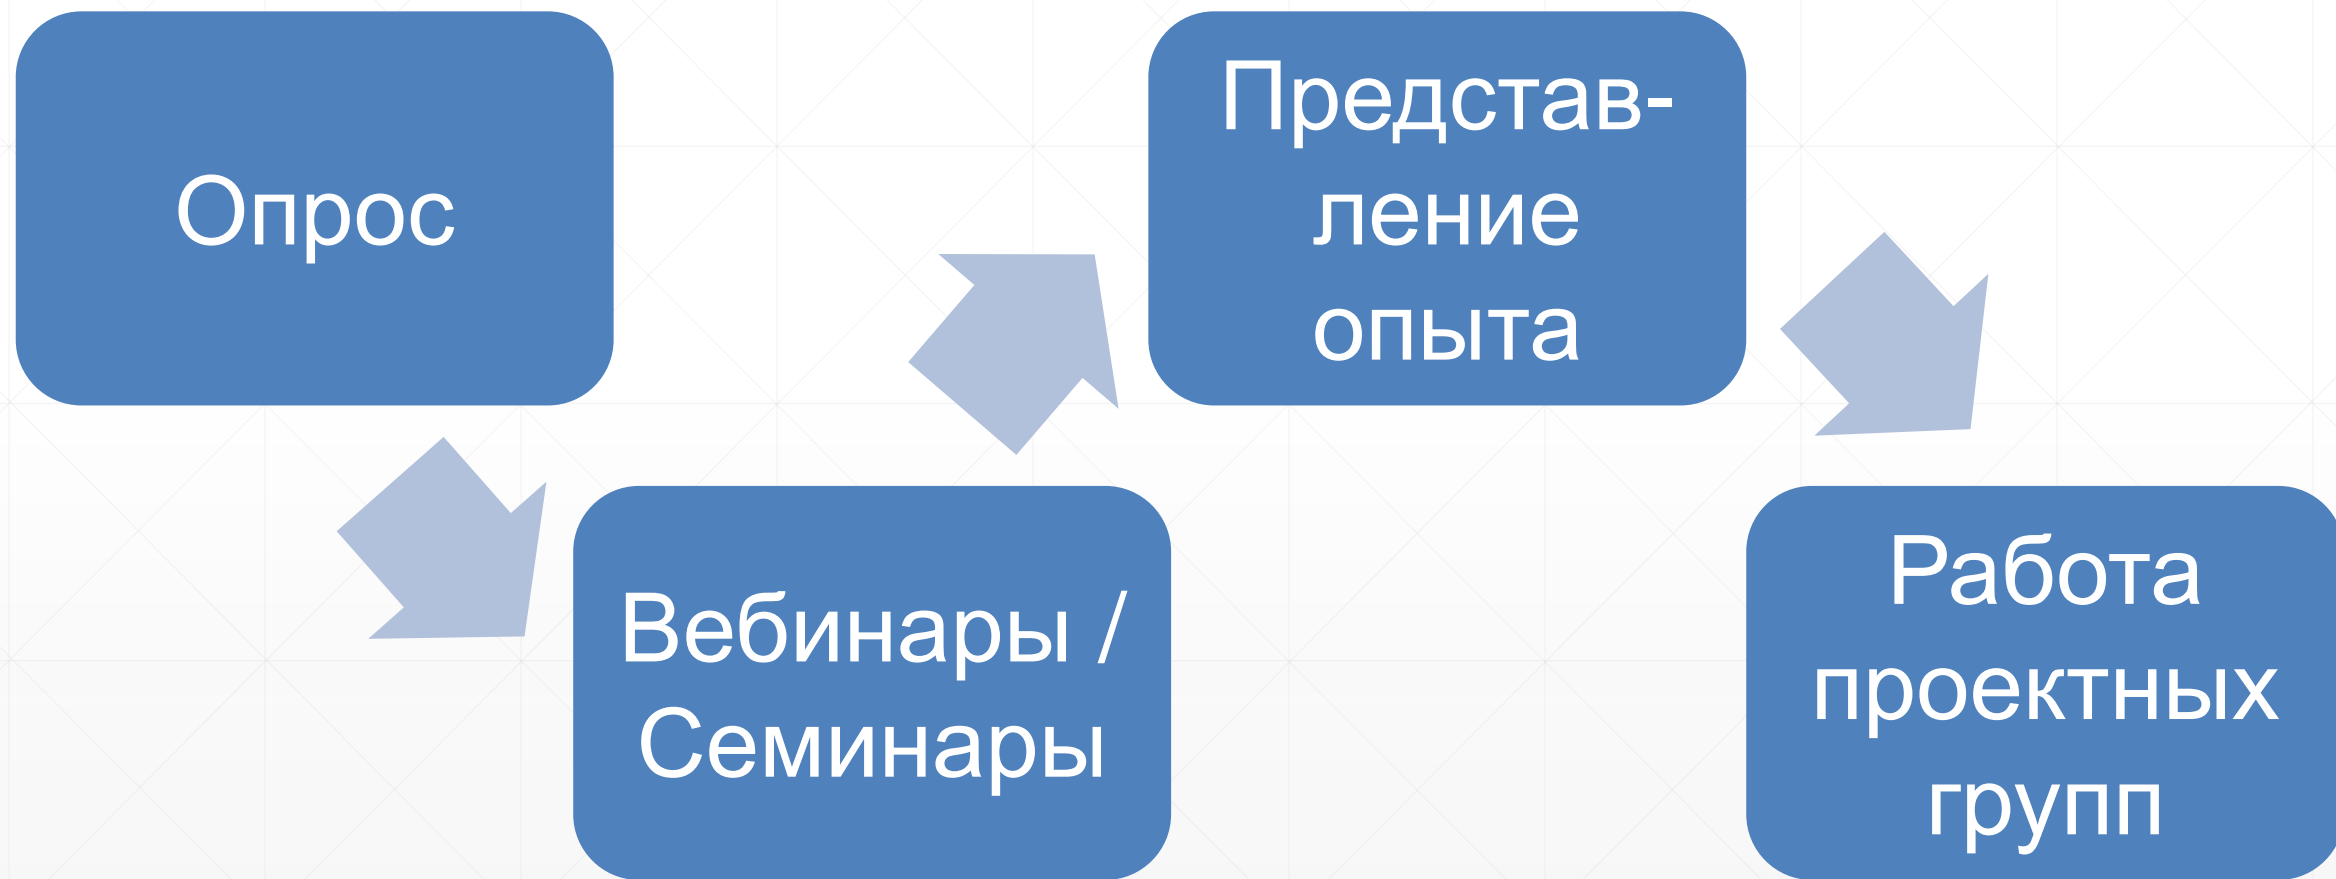 Опрос
Вебинары /
Семинары
Представ-
ление
опыта
Работа
проектных
групп